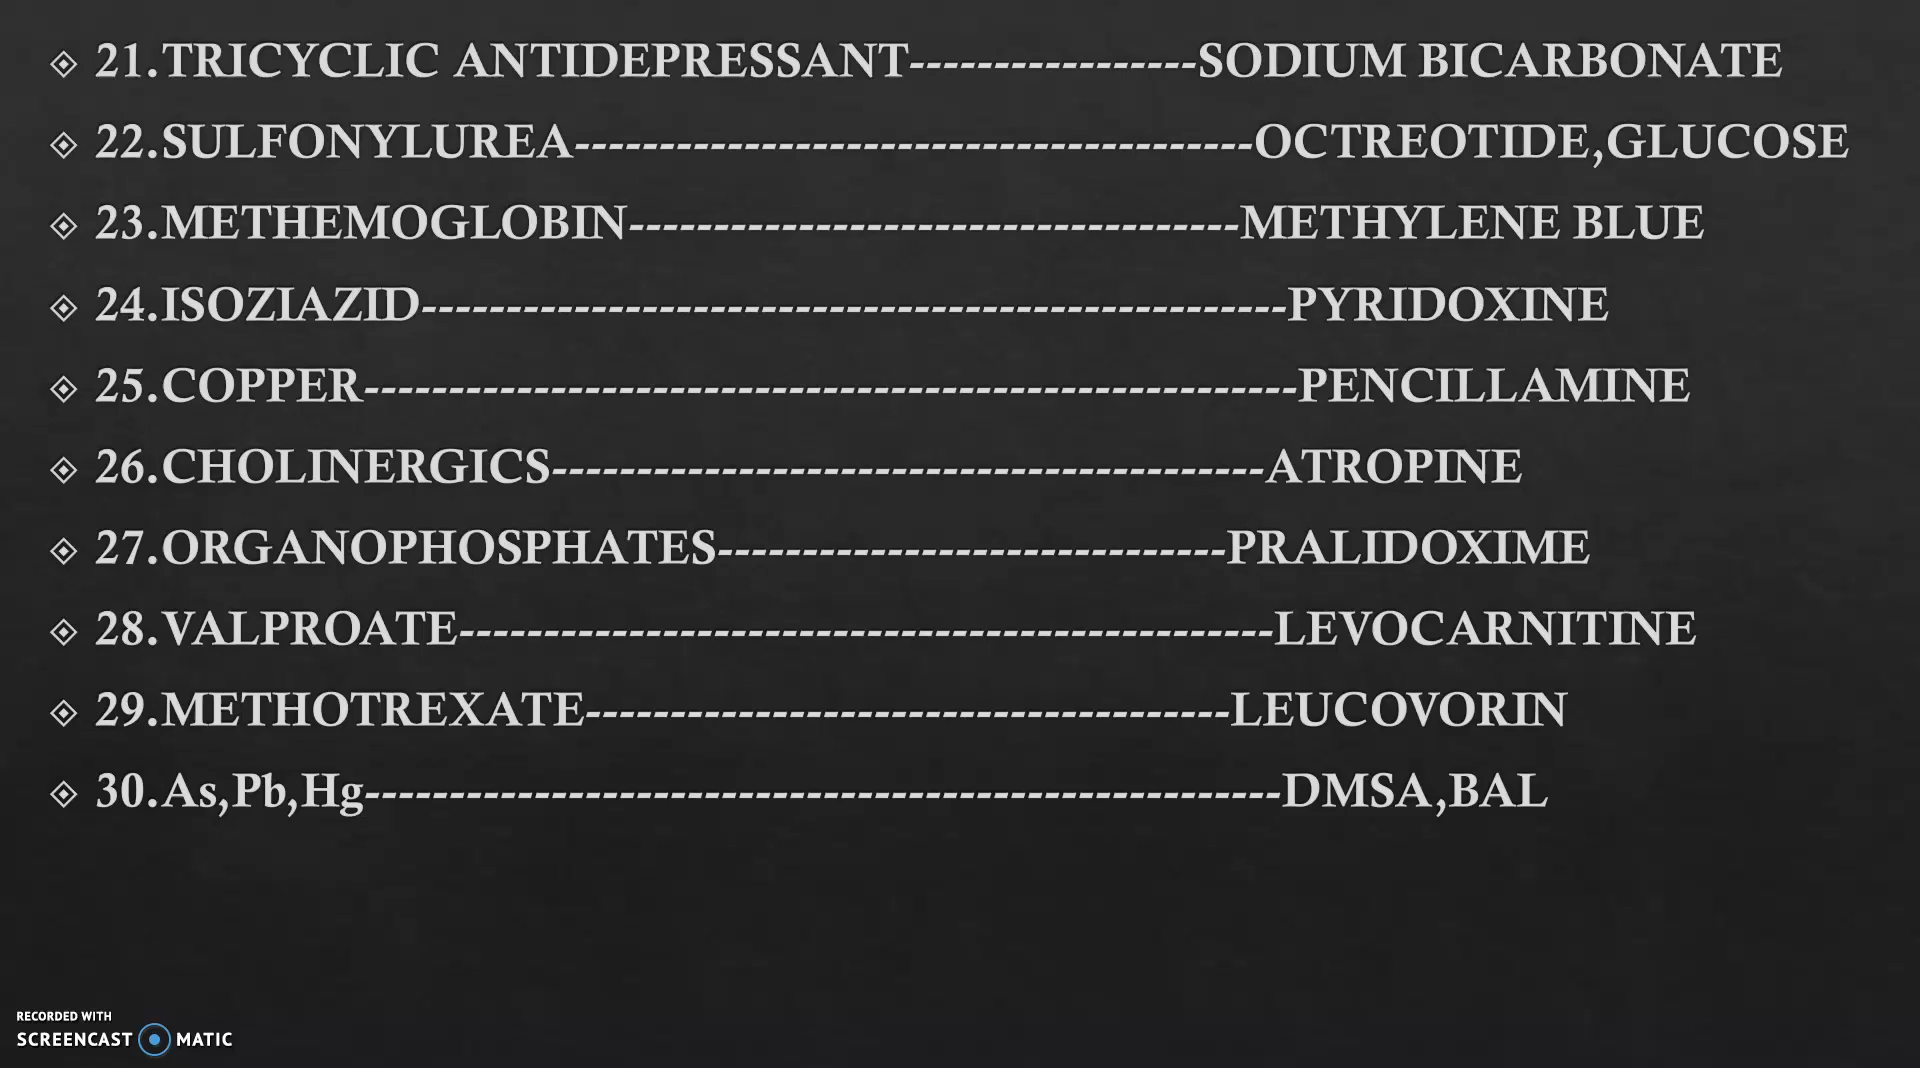 21.TRICYCLIC ANTIDEPRESSANT----------------SODIUM BICARBONATE
22.SULFONYLUREA--------------------------------------OCTREOTIDE,GLUCOSE
23.METHEMOGLOBIN----------------------------------METHYLENE BLUE
24.ISOZIAZID------------------------------------------------PYRIDOXINE
25.COPPER----------------------------------------------------PENCILLAMINE
26.CHOLINERGICS----------------------------------------ATROPINE
27.ORGANOPHOSPHATES----------------------------PRALIDOXIME
28.VALPROATE---------------------------------------------LEVOCARNITINE
29.METHOTREXATE------------------------------------LEUCOVORIN
30.As,Pb,Hg---------------------------------------------------DMSA,BAL
RECORDED WITH
SCREENCAST MATIC